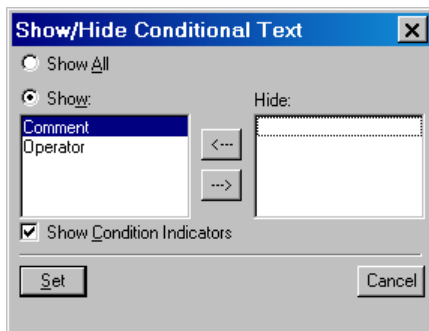 Show/Hide Conditional Text
Show All
Show:
Hide:
Comment
Operator
<---
--->
Show Condition Indicators
Set
Cancel